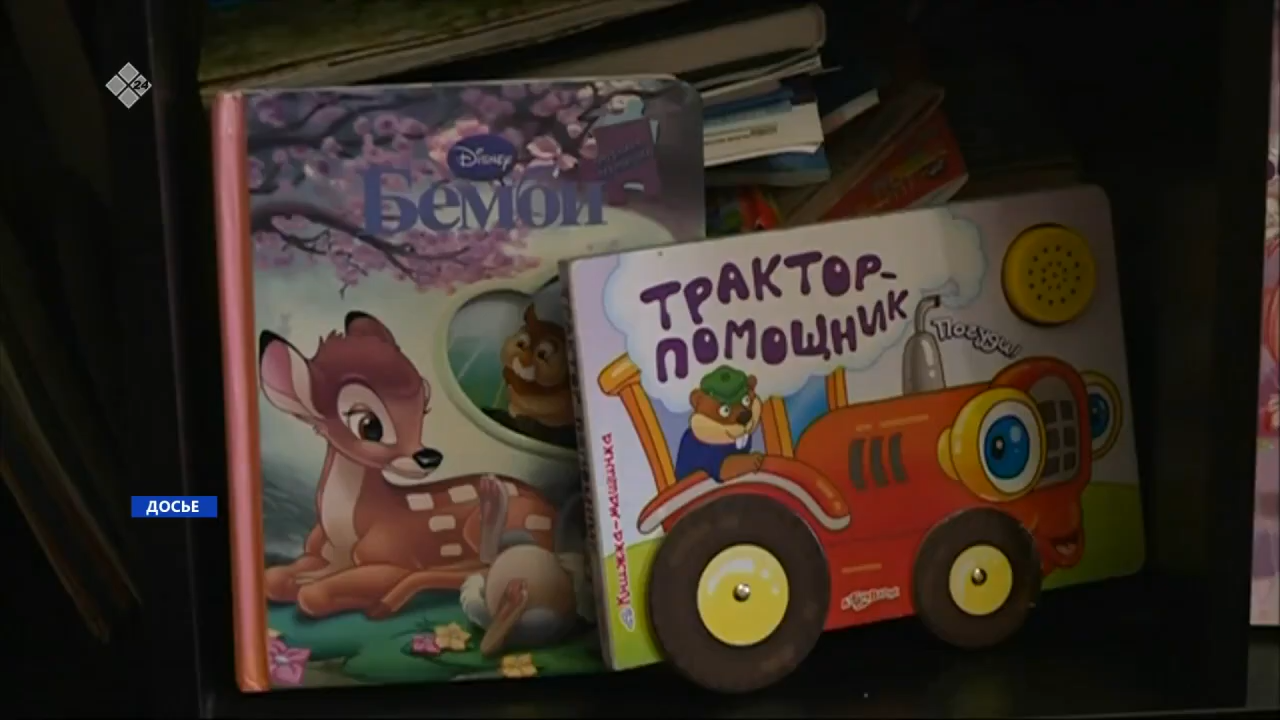 24
DISNEY
Бемби
ТРАКТОР-
ПОМОЩНИК
Погуди!
Книжка-машинка
ДОСЬЕ